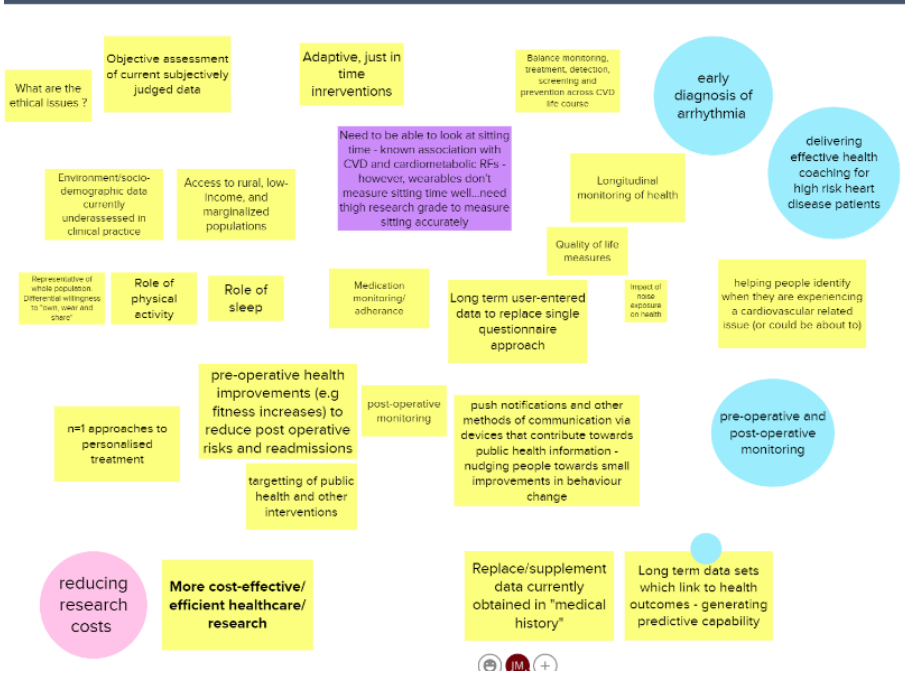 What are the
ethical issues ?
Objective assessment
of current subjectively
judged data
Adaptive, just in
time
inrerventions
Balance monitoring,
treatment, detection,
screening and
prevention across CVD
life course
early
diagnosis of
arrhythmia
delivering
effective health
coaching for
high risk heart
disease patients
Environment/socio-
demographic data
currently
underassessed in
clinical practice
Access to rural, low-
income, and
marginalized
populations
Need to be able to look at sitting
time - known association with
CVD and cardiometabolic RFs -
however, wearables don't
measure sitting time well...need
thigh research grade to measure
sitting accurately
Longitudinal
monitoring of health
Quality of life
measures
Representative of
whole population.
Differential willingness
to "own, wear and
share"
Role of
physical
activity
Role of
sleep
Medication
monitoring/
adherance
Long term user-entered
data to replace single
questionnaire
approach
Impact of
noise
exposure
on health
helping people identify
when they are experiencing
a cardiovascular related
issue (or could be about to)
n=1 approaches to
personalised
treatment
pre-operative health
improvements (e.g
fitness increases) to
reduce post operative
risks and readmissions
post-operative
monitoring
push notifications and other
methods of communication via
devices that contribute towards
public health information -
nudging people towards small
improvements in behaviour
change
pre-operative and
post-operative
monitoring
targetting of public
health and other
interventions
reducing
research
costs
More cost-effective/
efficient healthcare/
research
Replace/supplement
data currently
obtained in "medical
history"
Long term data sets
which link to health
outcomes - generating
predictive capability
JM